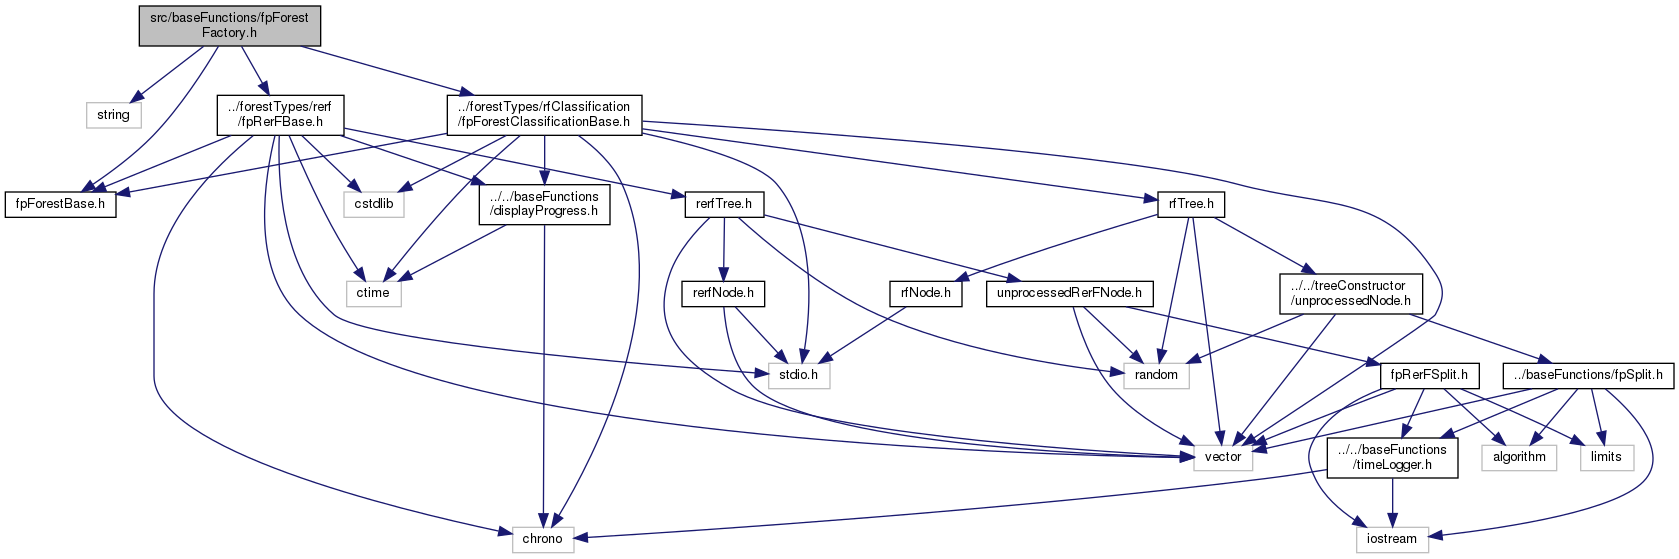 src/baseFunctions/fpForest
Factory.h
string
../forestTypes/rerf
/fpRerFBase.h
../forestTypes/rfClassification
/fpForestClassificationBase.h
fpForestBase.h
cstdlib
../../baseFunctions
/displayProgress.h
rerfTree.h
rfTree.h
ctime
rerfNode.h
rfNode.h
unprocessedRerFNode.h
../../treeConstructor
/unprocessedNode.h
stdio.h
random
fpRerFSplit.h
../baseFunctions/fpSplit.h
vector
../../baseFunctions
/timeLogger.h
algorithm
limits
chrono
iostream